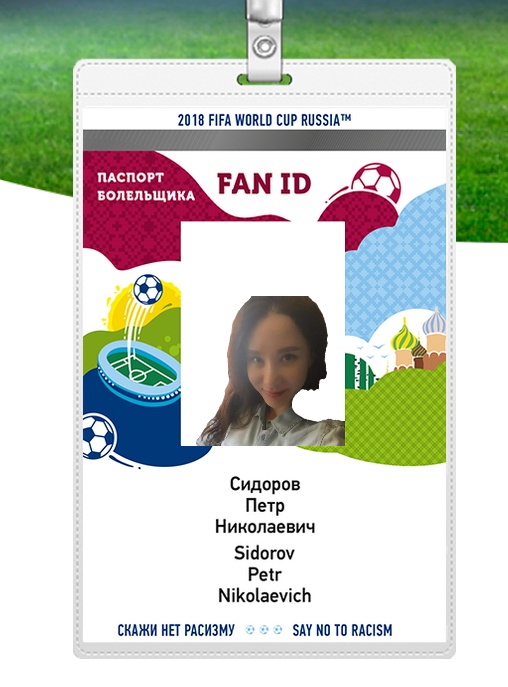 2018 FIFA WORLD CUP RUSSIA™
ПАСПОРТ
БОЛЕЛЬЩИКА
FAN ID
Сидоров
Петр
Николаевич
Sidorov
Petr
Nikolaevich
СКАЖИ НЕТ РАСИЗМУ SAY NO TO RACISM